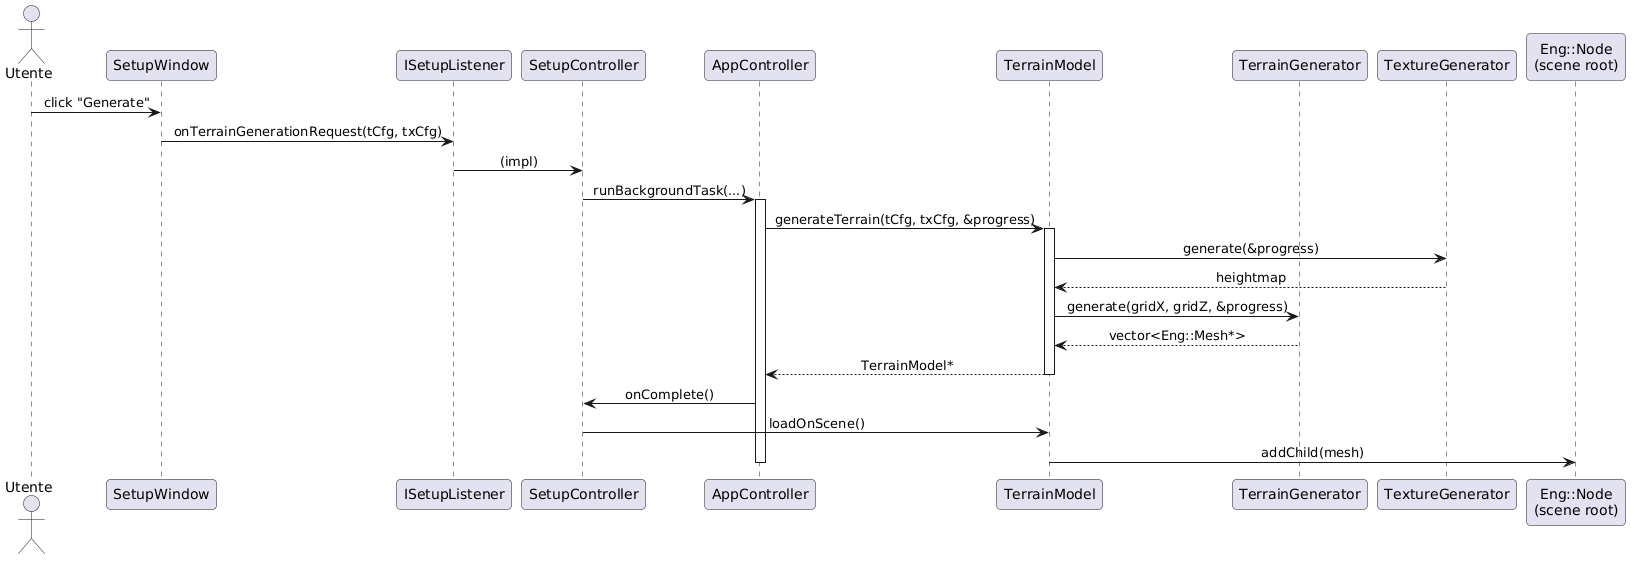 Utente
SetupWindow
ISetupListener
SetupController
AppController
TerrainModel
TerrainGenerator
TextureGenerator
Eng::Node
(scene root)
click "Generate"
onTerrainGenerationRequest(tCfg, txCfg)
(impl)
runBackgroundTask(...)
generateTerrain(tCfg, txCfg, &progress)
generate(&progress)
heightmap
generate(gridX, gridZ, &progress)
vector<Eng::Mesh*>
TerrainModel*
onComplete()
loadOnScene()
addChild(mesh)
Utente
SetupWindow
ISetupListener
SetupController
AppController
TerrainModel
TerrainGenerator
TextureGenerator
Eng::Node
(scene root)